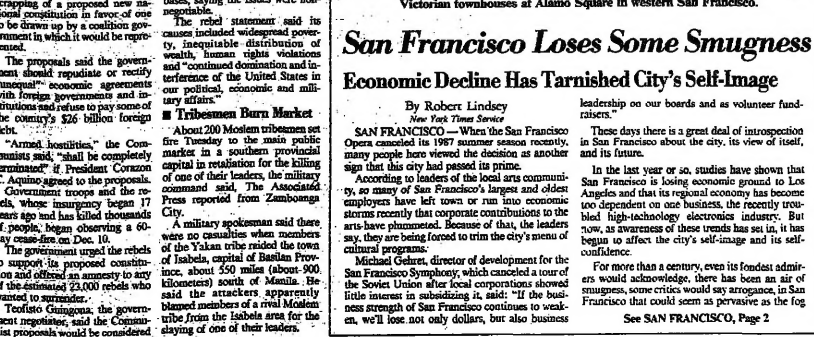 scrapping of a proposed new na-
tional constitution in favor of one
to be drawn up by a coalition gov-
ernment in which it would be repre-
sented.
The proposals said the govern-
ment should repudiate or rectify
"unequal" economic agreements
with foreign governments and in-
stitutions and refuse to pay some of
the country's $26 billion foreign
debt.
"Armed hostilities," the Com-
munists said, "shall be completely
terminated" if President Corazon
C. Aquino agreed to the proposals.
Government troops and the re-
bels, whose insurgency began 17
years ago and has killed thousands
of people, began observing a 60-
day cease-fire on Dec. 10.
The government urged the rebels
to support its proposed constitu-
tion and offered an amnesty to any
of the estimated 23,000 rebels who
wanted to surrender.
Teofisto Guingona, the govern-
ment negotiator, said the Commun-
ist proposals would be considered
bases, saying the issues were non-
negotiable.
The rebel statement said its
causes included widespread pover-
ty, inequitable distribution of
wealth, human rights violations
and "continued domination and in-
terference of the United States in
our political, economic and mili-
tary affairs."
■ Tribesmen Burn Market
About 200 Moslem tribesmen set
fire Tuesday to the main public
market in a southern provincial
capital in retaliation for the killing
of one of their leaders, the military
command said, The Associated
Press reported from Zamboanga
City.
A military spokesman said there
were no casualties when members
of the Yakan tribe raided the town
of Isabela, capital of Basilan Prov-
ince, about 550 miles (about 900
kilometers) south of Manila. He
said the attackers apparently
blamed members of a rival Moslem
tribe from the Isabela area for the
slaying of one of their leaders.
Victorian townhouses at Alamo Square in western San Francisco.
San Francisco Loses Some Smugness
Economic Decline Has Tarnished City's Self-Image
By Robert Lindsey
New York Times Service
SAN FRANCISCO — When the San Francisco
Opera canceled its 1987 summer season recently,
many people here viewed the decision as another
sign that this city had passed its prime.
According to leaders of the local arts communi-
ty, so many of San Francisco's largest and oldest
employers have left town or run into economic
storms recently that corporate contributions to the
arts have plummeted. Because of that, the leaders
say, they are being forced to trim the city's menu of
cultural programs.
Michael Gehret, director of development for the
San Francisco Symphony, which canceled a tour of
the Soviet Union after local corporations showed
little interest in subsidizing it, said: "If the busi-
ness strength of San Francisco continues to weak-
en, we'll lose not only dollars, but also business
leadership on our boards and as volunteer fund-
raisers."
These days there is a great deal of introspection
in San Francisco about the city, its view of itself,
and its future.
In the last year or so, studies have shown that
San Francisco is losing economic ground to Los
Angeles and that its regional economy has become
too dependent on one business, the recently trou-
bled high-technology electronics industry. But
now, as awareness of these trends has set in, it has
begun to affect the city's self-image and its self-
confidence.
For more than a century, even its fondest admir-
ers would acknowledge, there has been an air of
smugness, some critics would say arrogance, in San
Francisco that could seem as pervasive as the fog
See SAN FRANCISCO, Page 2